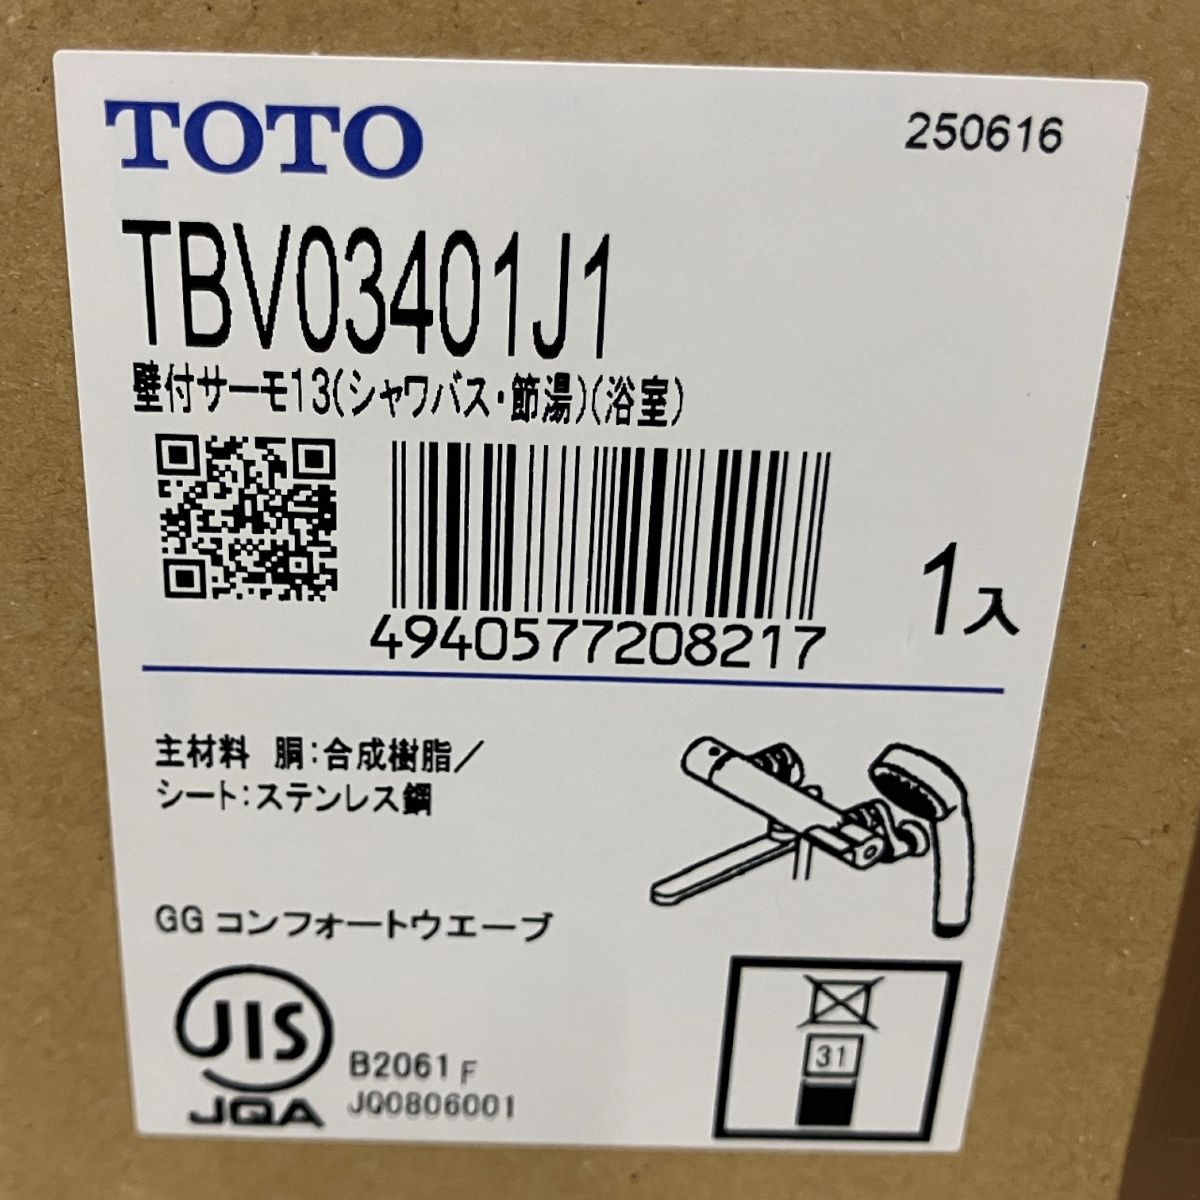 TOTO
250616
TBV03401J1
壁付サーモ13(シャワバス・節湯)(浴室)
4940577208217
1入
主材料 胴:合成樹脂/
シート:ステンレス鋼
GG コンフォートウエーブ
JIS
JQA
B2061 F
JQ0806001
31